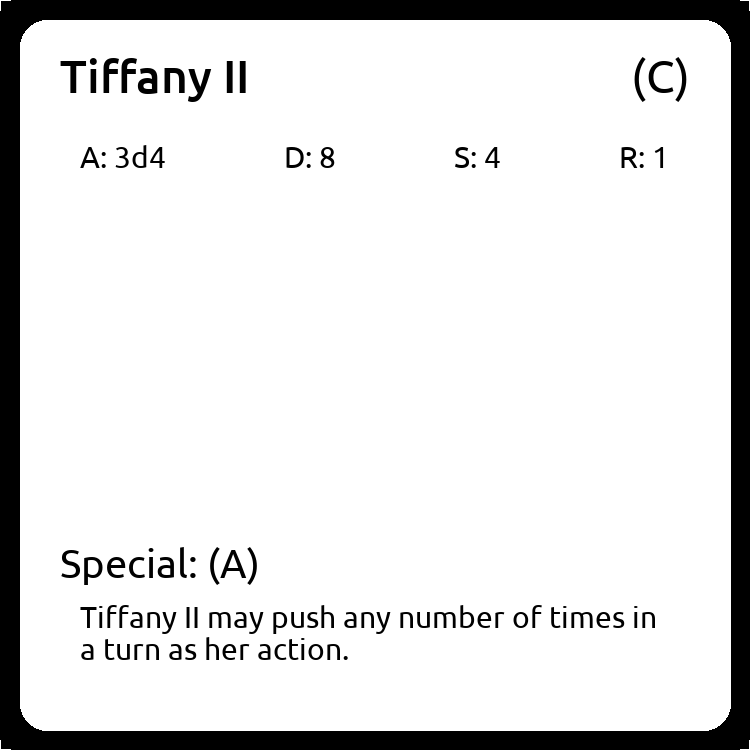 Tiffany II (C)
A: 3d4 D: 8 S: 4 R: 1
Special: (A)
Tiffany II may push any number of times in
a turn as her action.